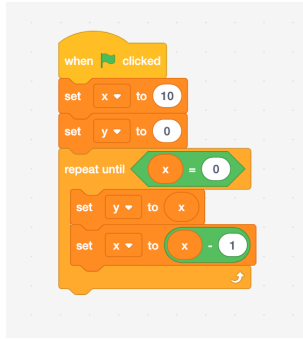 when clicked
set x to 10
set y to 0
repeat until x = 0
set y to x
set x to x - 1